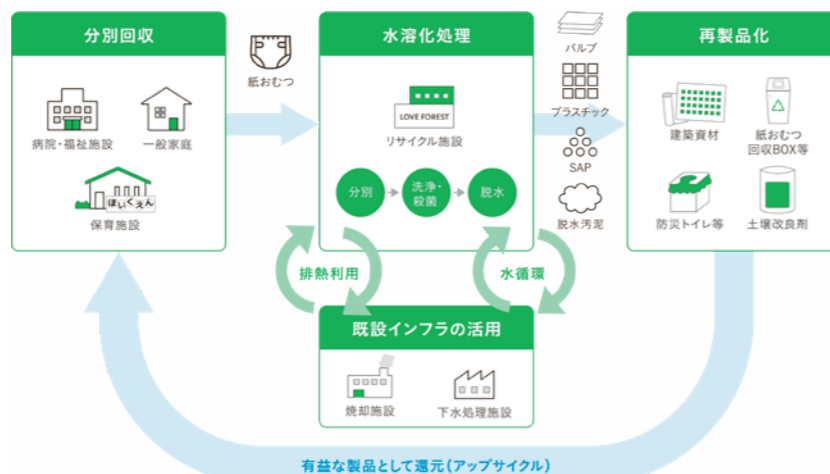 分別回収
病院・福祉施設
一般家庭
ほいくえん
保育施設
紙おむつ
水溶化処理
LOVE FOREST
リサイクル施設
分別
洗浄・
殺菌
脱水
パルプ
プラスチック
SAP
脱水汚泥
再製品化
建築資材
紙おむつ
回収BOX等
防災トイレ等
土壌改良剤
排熱利用
水循環
既設インフラの活用
焼却施設
下水処理施設
有益な製品として還元(アップサイクル)